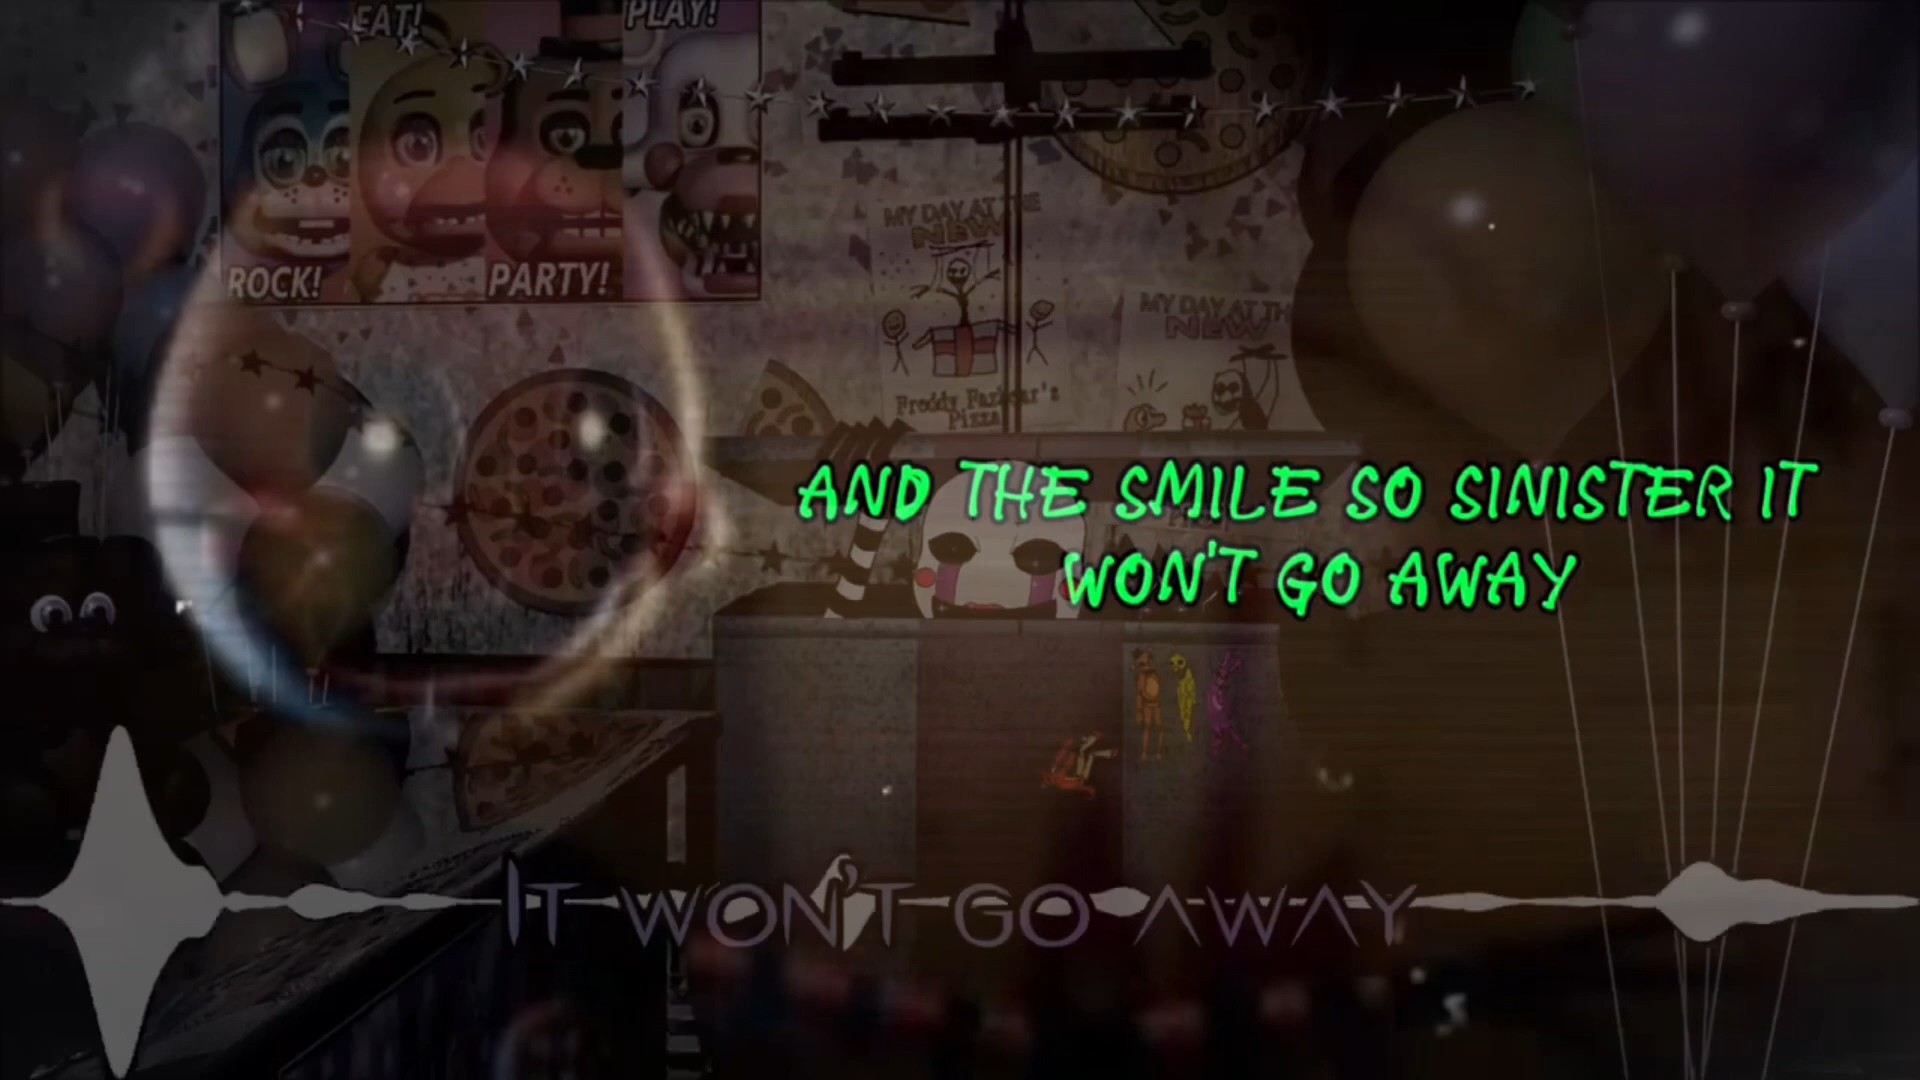 EAT!
PLAY!
ROCK!
PARTY!
MY DAY AT THE
NEW
Freddy Fazbear's
Pizza
MY DAY AT TH
NEW
AND THE SMILE SO SINISTER IT
WON'T GO AWAY
IT WON'T GO AWAY